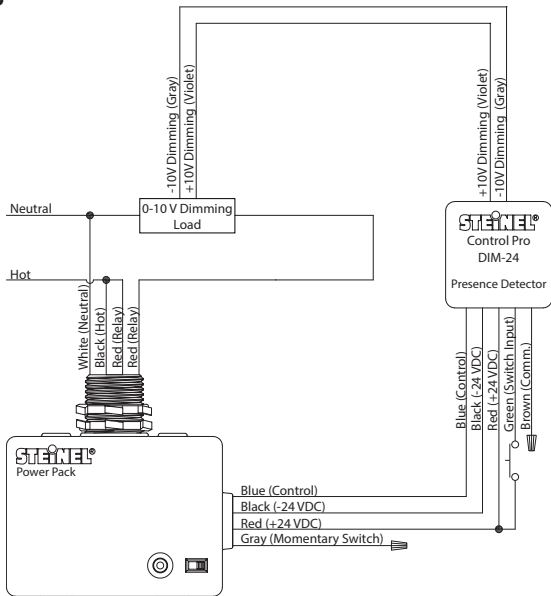 -10V Dimming (Gray)
+10V Dimming (Violet)
+10V Dimming (Violet)
-10V Dimming (Gray)
Neutral
0-10 V Dimming
Load
STEINEL®
Control Pro
DIM-24
Presence Detector
Hot
White (Neutral)
Black (Hot)
Red (Relay)
Red (Relay)
Blue (Control)
Black (-24 VDC)
Red (+24 VDC)
Green (Switch Input)
Brown (Comm.)
STEINEL®
Power Pack
Blue (Control)
Black (-24 VDC)
Red (+24 VDC)
Gray (Momentary Switch)